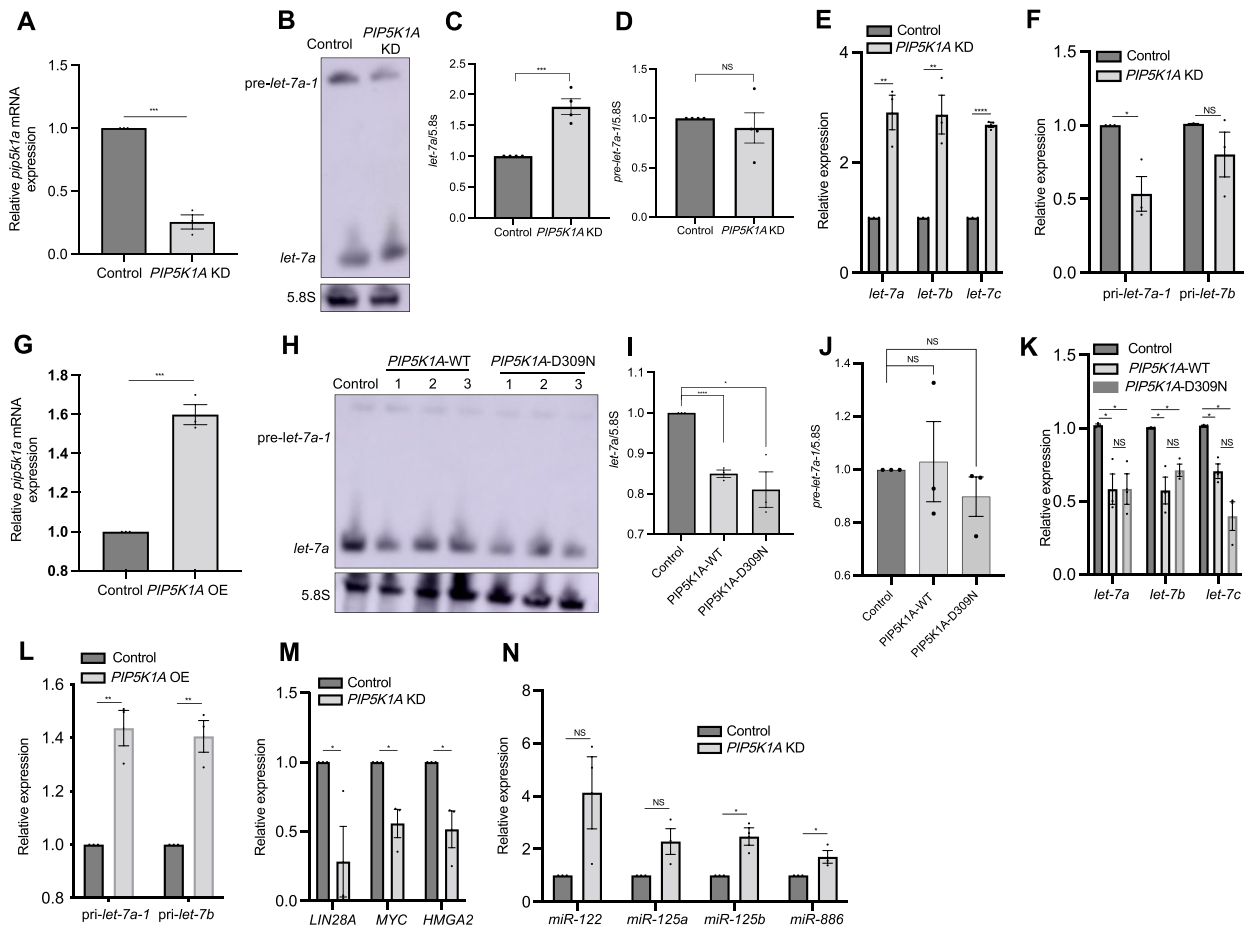 A
Relative pip5k1a mRNA
expression
1.5
1.0
0.5
0.0
***
Control PIP5K1A KD
B
Control
PIP5K1A
KD
pre-let-7a-1
let-7a
5.8S
C
let-7a/5.8s
2.5
2.0
1.5
1.0
0.5
0.0
***
Control PIP5K1A KD
D
pre-let-7a-1/5.8S
1.5
1.0
0.5
0.0
NS
Control PIP5K1A KD
E
Control
PIP5K1A KD
Relative expression
4
2
0
**
**
****
let-7a let-7b let-7c
F
Control
PIP5K1A KD
Relative expression
1.5
1.0
0.5
0.0
*
NS
pri-let-7a-1 pri-let-7b
G
Relative pip5k1a mRNA
expression
1.8
1.6
1.4
1.2
1.0
0.8
***
Control PIP5K1A OE
H
PIP5K1A-WT PIP5K1A-D309N
Control 1 2 3 1 2 3
pre-let-7a-1
let-7a
5.8S
I
let-7a/5.8S
1.1
1.0
0.9
0.8
0.7
****
*
Control
PIP5K1A-WT
PIP5K1A-D309N
J
pre-let-7a-1/5.8S
1.4
1.2
1.0
0.8
0.6
NS
NS
Control
PIP5K1A-WT
PIP5K1A-D309N
K
Control
PIP5K1A-WT
PIP5K1A-D309N
Relative expression
1.5
1.0
0.5
0.0
* * NS
* * NS
* * NS
let-7a let-7b let-7c
L
Control
PIP5K1A OE
Relative expression
1.6
1.4
1.2
1.0
0.8
**
**
pri-let-7a-1 pri-let-7b
M
Control
PIP5K1A KD
Relative expression
1.5
1.0
0.5
0.0
*
*
*
LIN28A MYC HMGA2
N
Control
PIP5K1A KD
Relative expression
8
6
4
2
0
NS
NS
*
*
miR-122 miR-125a miR-125b miR-886